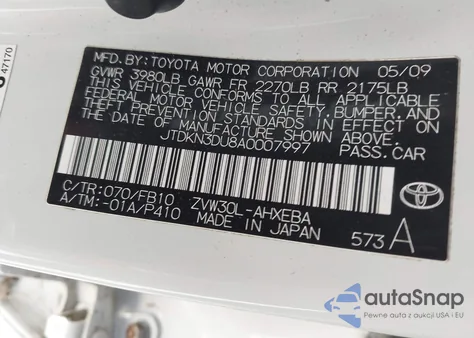 47170
MFD. BY: TOYOTA MOTOR CORPORATION 05/09
GVWR 3980LB GAWR FR 2270LB RR 2175LB
THIS VEHICLE CONFORMS TO ALL APPLICABLE
FEDERAL MOTOR VEHICLE SAFETY, BUMPER, AND
THEFT PREVENTION STANDARDS IN EFFECT
ON THE DATE OF MANUFACTURE SHOWN ABOVE.
JTDKN3DU8A0007997 PASS.CAR
C/TR:070/FB10 ZVW30L-AHXEBA
A/TM:-01A/P410 MADE IN JAPAN
TOYOTA
573 A
autoSnap
Pewne auta z aukcji USA i EU